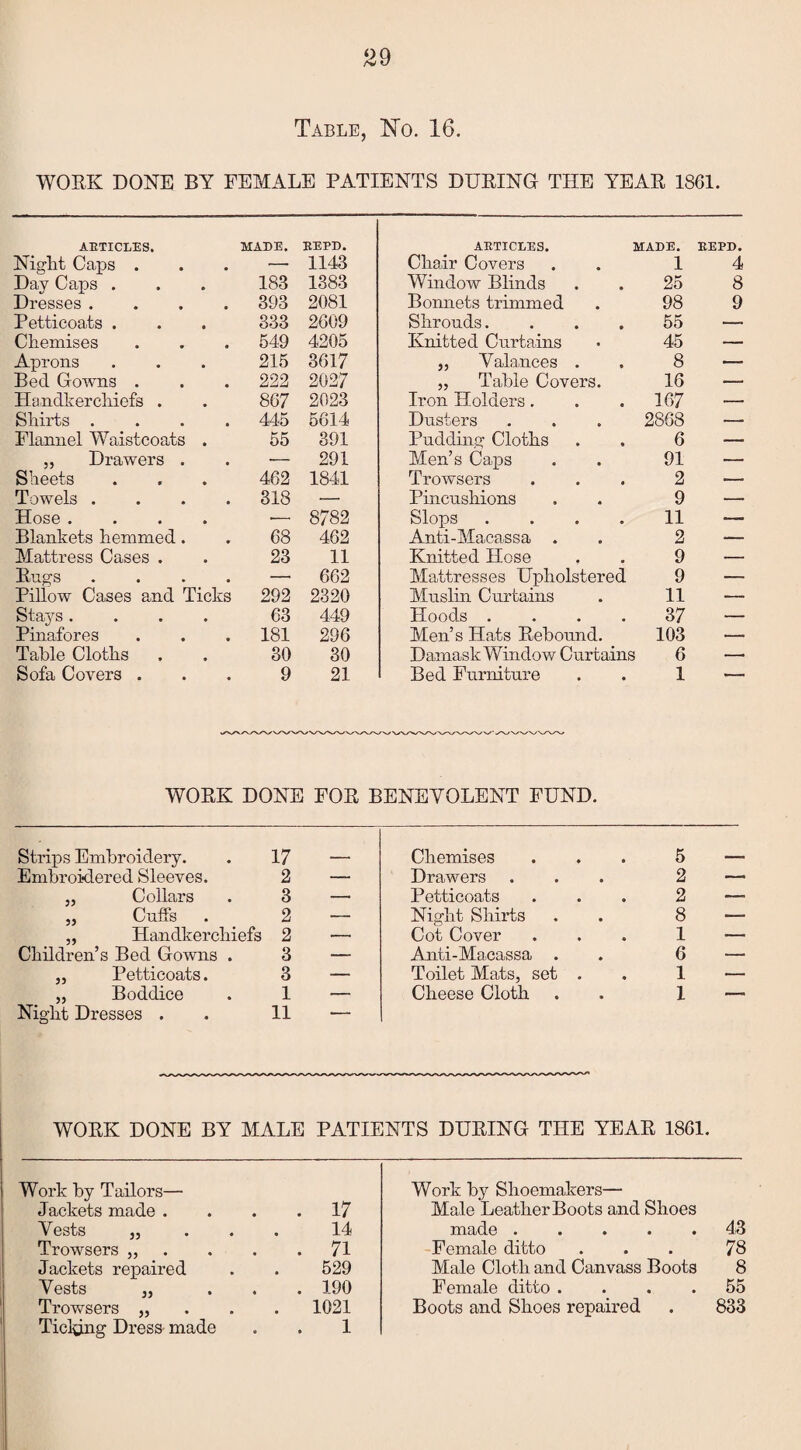 29
TABLE, No. 16.
WORK DONE BY FEMALE PATIENTS DURING THE YEAR 1861.
ARTICLES. MADE. REPD.
Night Caps . . . — 1143
Day Caps . . . 183 1383
Dresses . . . . 393 2081
Petticoats . . . 333 2609
Chemises . . . 549 4205
Aprons . . . 215 3617
Bed Gowns . . . 222 2027
Handkerchiefs . . 867 2023
Shirts . . . . 445 5614
Flannel Waistcoats . 55 391
„ Drawers . . — 291
Sheets . . . 462 1841
Towels . . . . 318 —
Hose . . . . — 8782
Blankets hemmed . . 68 462
Mattress Cases . . 23 11
Rugs . . . . — 662
Pillow Cases and Ticks 292 2320
Stays . . . . 63 449
Pinafores . . . 181 296
Table Cloths . . 30 30
Sofa Covers . . . 9 21
ARTICLES. MADE. REPD.
Chair Covers . . 1 4
Window Blinds . . 25 8
Bonnets trimmed . 98 9
Shrouds . . . . 55 —
Knitted Curtains . 45 —
„ Valances . . 8 —
„ Table Covers. 16 —
Iron Holders . . . 167 —
Dusters . . . 2868 —
Pudding Cloths . . 6 —
Men's Caps . . 91 —
Trowsers . . . 2 —
Pincushions . . 9 —
Slops . . . . 11 —
Anti-Macassa . . 2 —
Knitted Hose . . 9 —
Mattresses Upholstered 9 —
Muslin Curtains . 11 —
Hoods . . . . 37 —
Men's Hats Rebound. 103 —
Damask Window Curtains 6 —
Bed Furniture . . 1 —
WORK DONE FOR BENEVOLENT FUND.
Strips Embroidery. . 17 —
Embroidered Sleeves. 2 —
„ Collars . 3 —
„ Cuffs . 2 —
„ Handkerchiefs 2 —
Children's Bed Gowns . 3 —
„ Petticoats. 3 —
„ Boddice . 1 —
Night Dresses . . 11 —
Chemises . . . 5 —
Drawers . . . 2 —
Petticoats . . . 2 —
Night Shirts . . 8 —
Cot Cover . . . 1 —
Anti-Macassa . . 6 —
Toilet Mats, set . . 1 —
Cheese Cloth . . 1 —
WORK DONE BY MALE PATIENTS DURING THE YEAR 1861.
Work by Tailors—
Jackets made . . . . 17
Vests „ . . . 14
Trowsers „ . . . . 71
Jackets repaired . . 529
Vests „ . . . 190
Trowsers „ . . . 1021
Ticking Dress made . . 1
Work by Shoemakers—
Male Leather Boots and Shoes
made . . . . . 43
Female ditto . . . 78
Male Cloth and Canvass Boots 8
Female ditto . . . . 55
Boots and Shoes repaired . 833